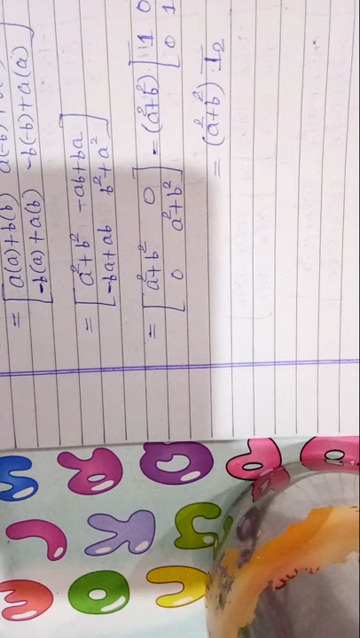 = [ a(a)+b(b) a(-b)+
-b(a)+a(b) -b(-b)+a(a) ]
= [ a²+b² -ab+ba
-ba+ab b²+a² ]
= [ a²+b² 0
0 a²+b² ] = (a²+b²) [ 1 0
0 1
= (a²+b²) I₂